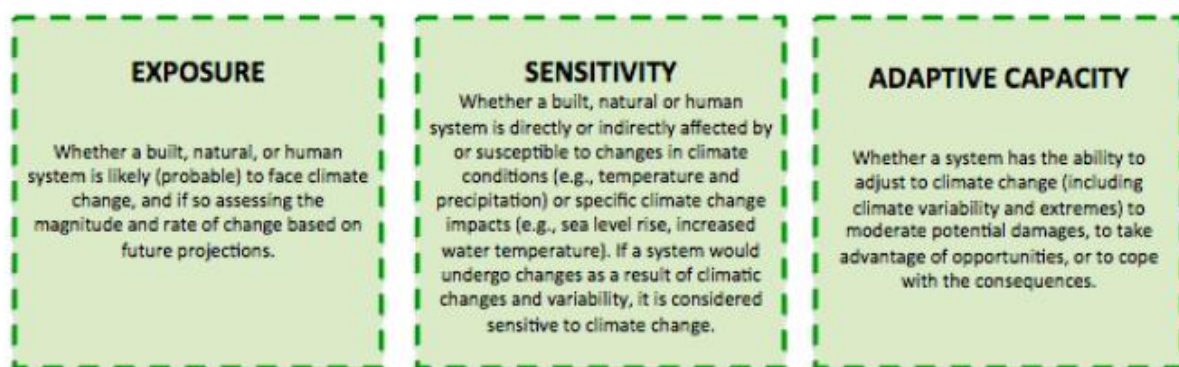 EXPOSURE
Whether a built, natural, or human
system is likely (probable) to face climate
change, and if so assessing the
magnitude and rate of change based on
future projections.
SENSITIVITY
Whether a built, natural or human
system is directly or indirectly affected by
or susceptible to changes in climate
conditions (e.g., temperature and
precipitation) or specific climate change
impacts (e.g., sea level rise, increased
water temperature). If a system would
undergo changes as a result of climatic
changes and variability, it is considered
sensitive to climate change.
ADAPTIVE CAPACITY
Whether a system has the ability to
adjust to climate change (including
climate variability and extremes) to
moderate potential damages, to take
advantage of opportunities, or to cope
with the consequences.